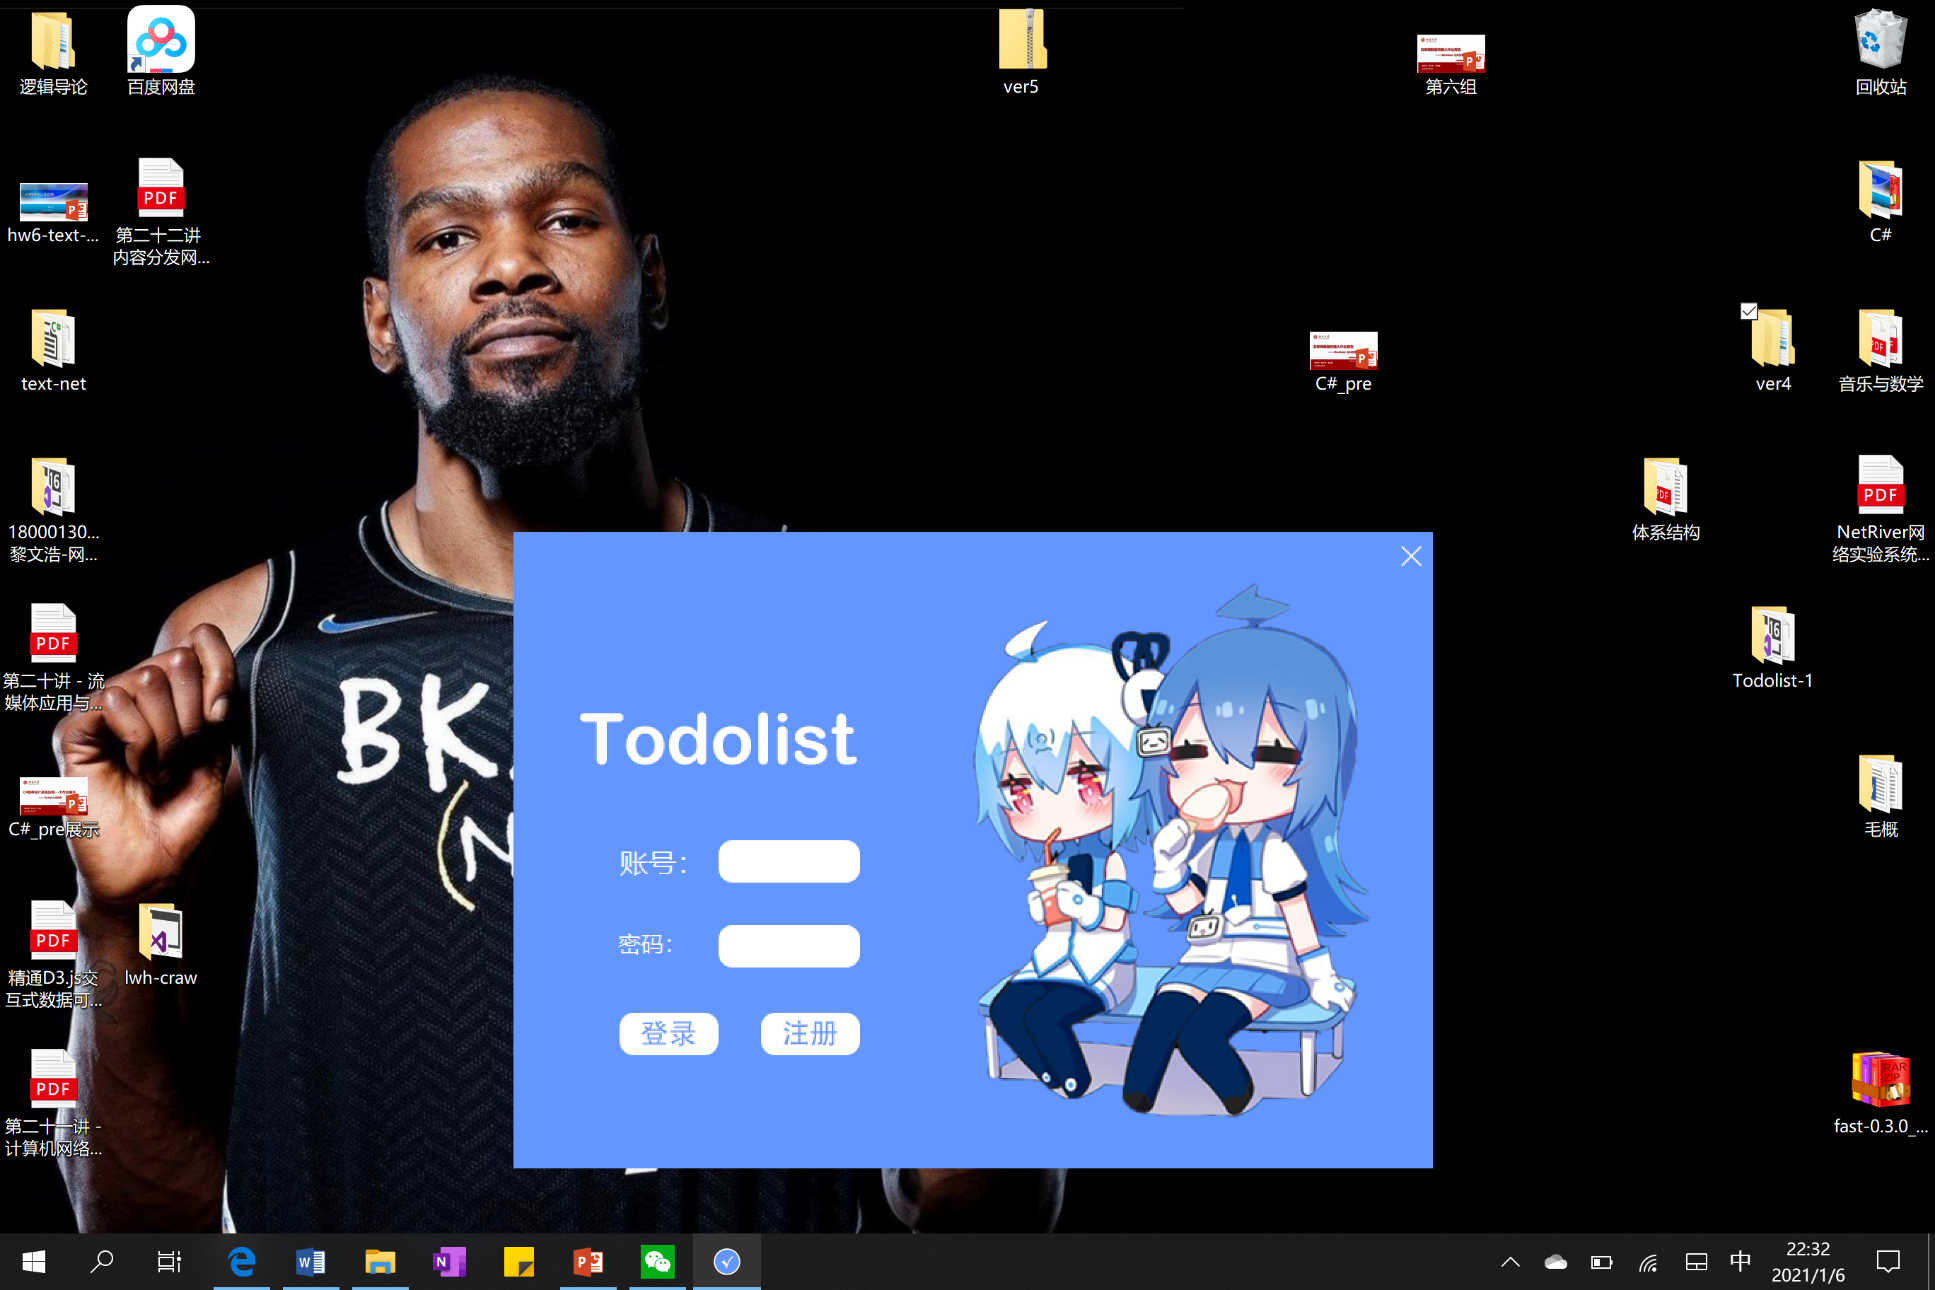 逻辑导论
百度网盘
ver5
第六组
回收站
hw6-text-...
第二十二讲
内容分发网...
C#
text-net
C#_pre
ver4
音乐与数学
18000130...
黎文浩-网...
体系结构
NetRiver网
络实验系统...
第二十讲 - 流
媒体应用与...
Todolist-1
BK
(N
Todolist
账号：
密码：
登录
注册
C#_pre展示
毛概
精通D3.js交
互式数据可...
lwh-craw
第二十一讲 -
计算机网络...
fast-0.3.0_...
中
22:32
2021/1/6